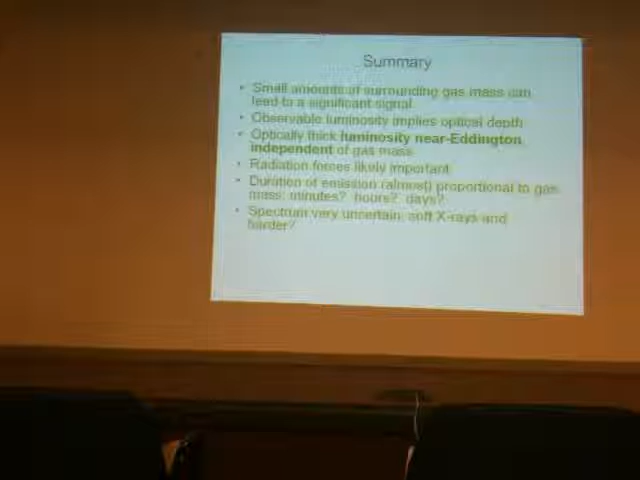 Summary
• Small amounts of surrounding gas mass can
lead to a significant signal
• Observable luminosity implies optical depth
• Optically thick luminosity near-Eddington
independent of gas mass
• Radiation forces likely important
• Duration of emission (almost) proportional to gas
mass: minutes? hours? days?
• Spectrum very uncertain: soft X-rays and
harder?